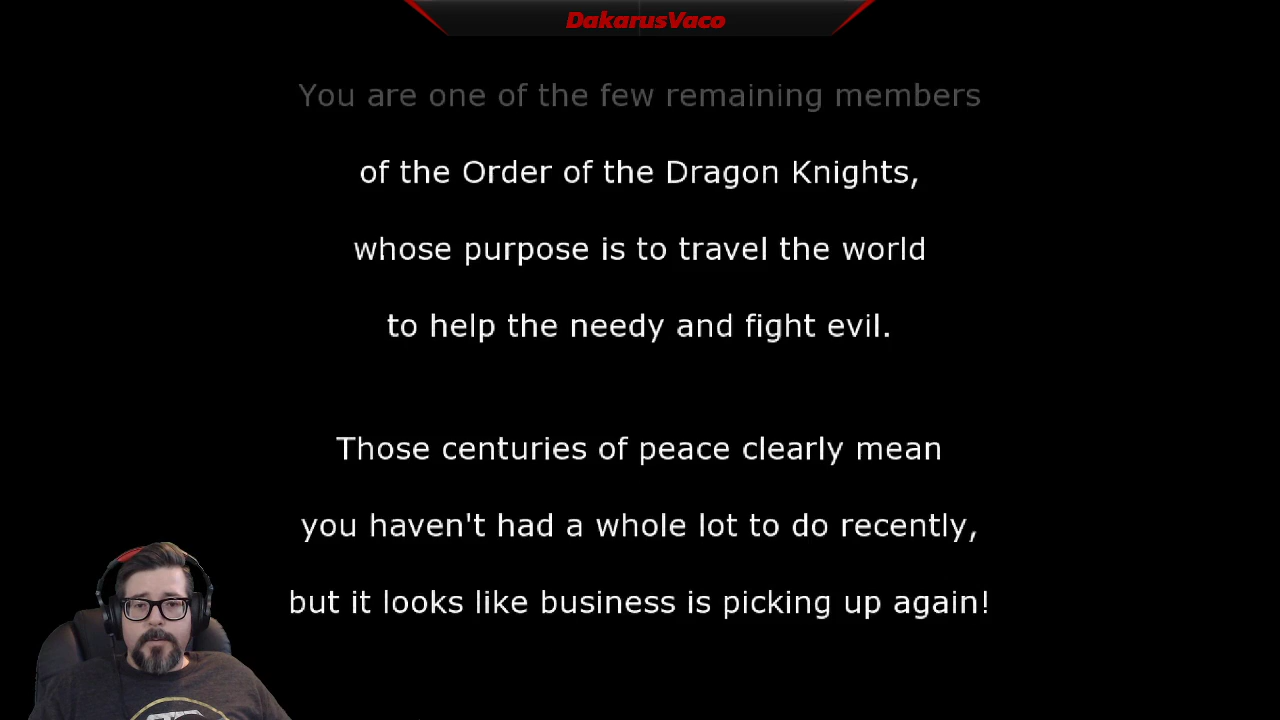 DakarusVaco
You are one of the few remaining members
of the Order of the Dragon Knights,
whose purpose is to travel the world
to help the needy and fight evil.
Those centuries of peace clearly mean
you haven't had a whole lot to do recently,
but it looks like business is picking up again!